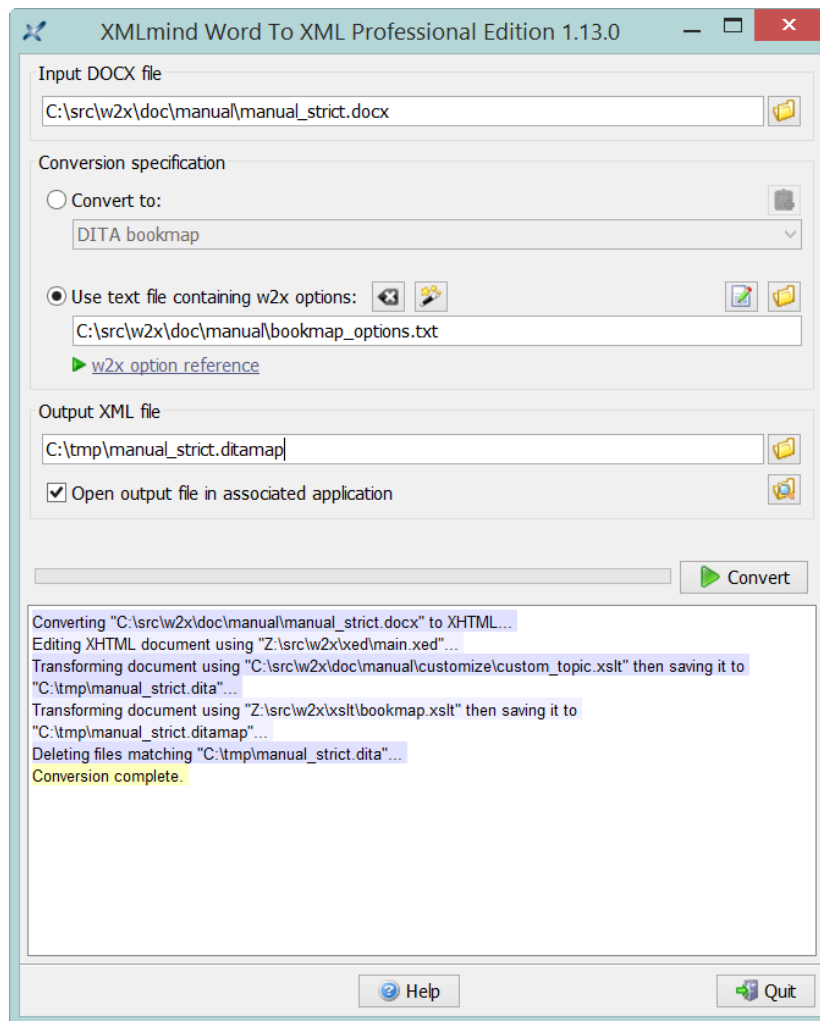 XMLmind Word To XML Professional Edition 1.13.0
Input DOCX file
C:\src\w2x\doc\manual\manual_strict.docx
Conversion specification
Convert to:
DITA bookmap
Use text file containing w2x options:
C:\src\w2x\doc\manual\bookmap_options.txt
w2x option reference
Output XML file
C:\tmp\manual_strict.ditamap
Open output file in associated application
Convert
Converting "C:\src\w2x\doc\manual\manual_strict.docx" to XHTML...
Editing XHTML document using "Z:\src\w2x\xed\main.xed"...
Transforming document using "C:\src\w2x\doc\manual\customize\custom_topic.xslt" then saving it to
"C:\tmp\manual_strict.dita"...
Transforming document using "Z:\src\w2x\xslt\bookmap.xslt" then saving it to
"C:\tmp\manual_strict.ditamap"...
Deleting files matching "C:\tmp\manual_strict.dita"...
Conversion complete.
Help
Quit